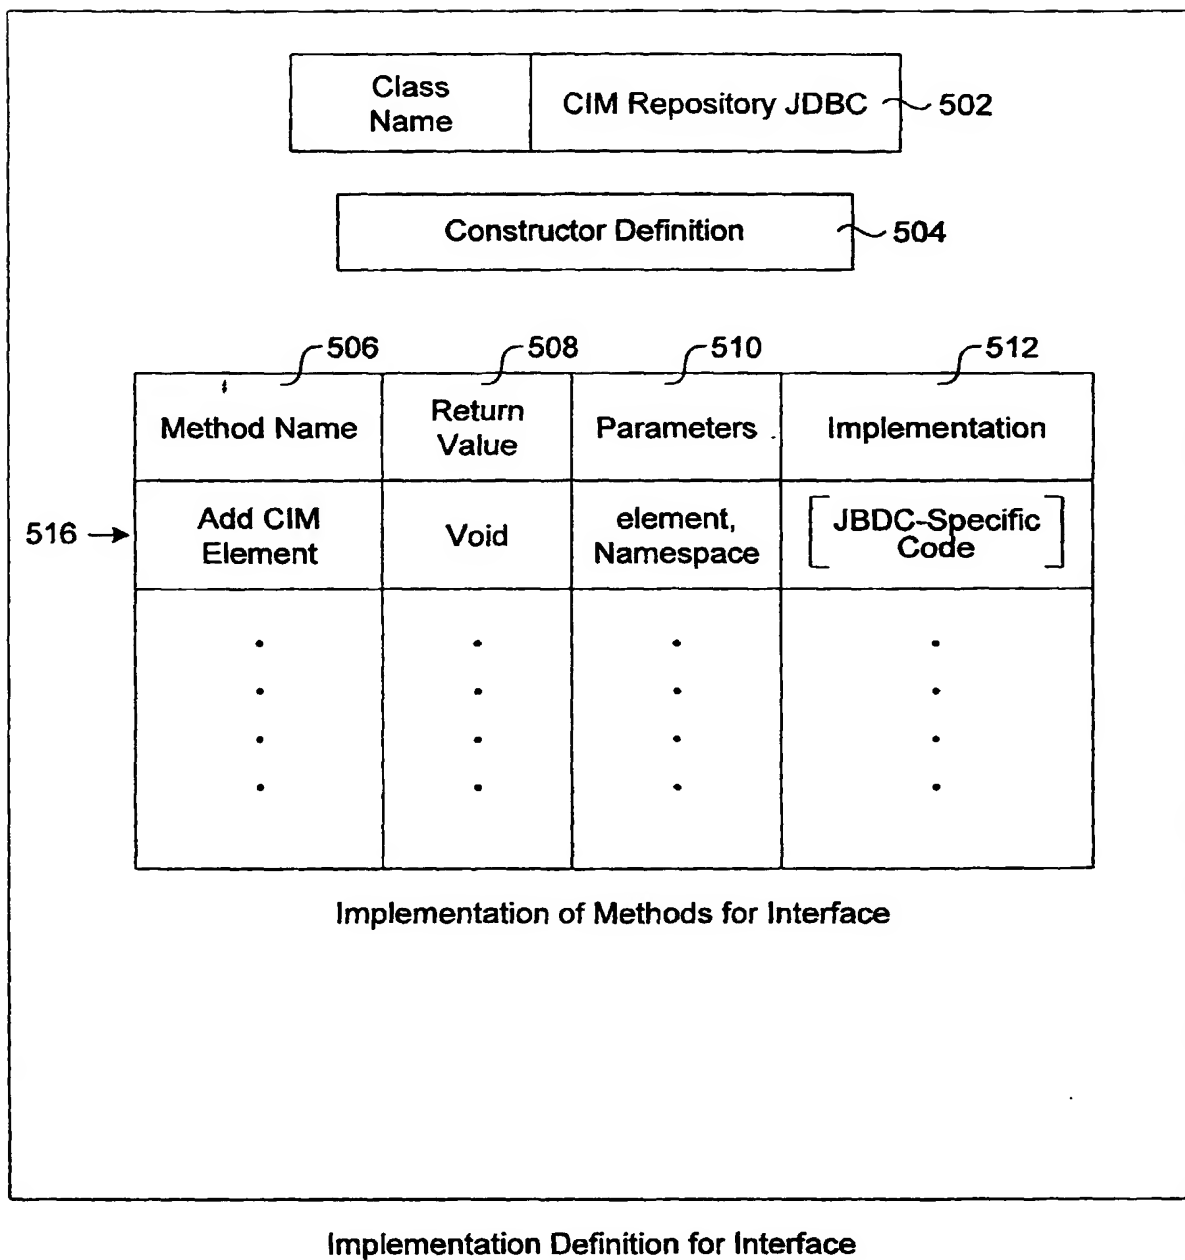 Class
Name
CIM Repository JDBC
502
Constructor Definition
504
506
508
510
512
Method Name
Return
Value
Parameters
Implementation
516
Add CIM
Element
Void
element,
Namespace
JBDC-Specific
Code
Implementation of Methods for Interface
Implementation Definition for Interface